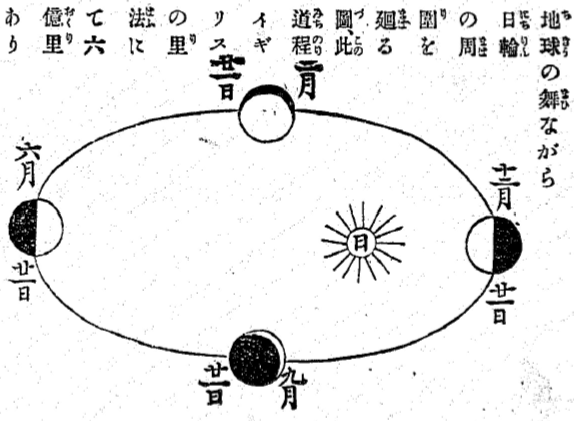 地球の舞ながら
日輪
の周
圍を
廻る
圖、此
道程
イギ
リス
の里
法に
て六
億里
あり
三月
廿一日
十二月
廿一日
日
六月
廿一日
九月
廿一日